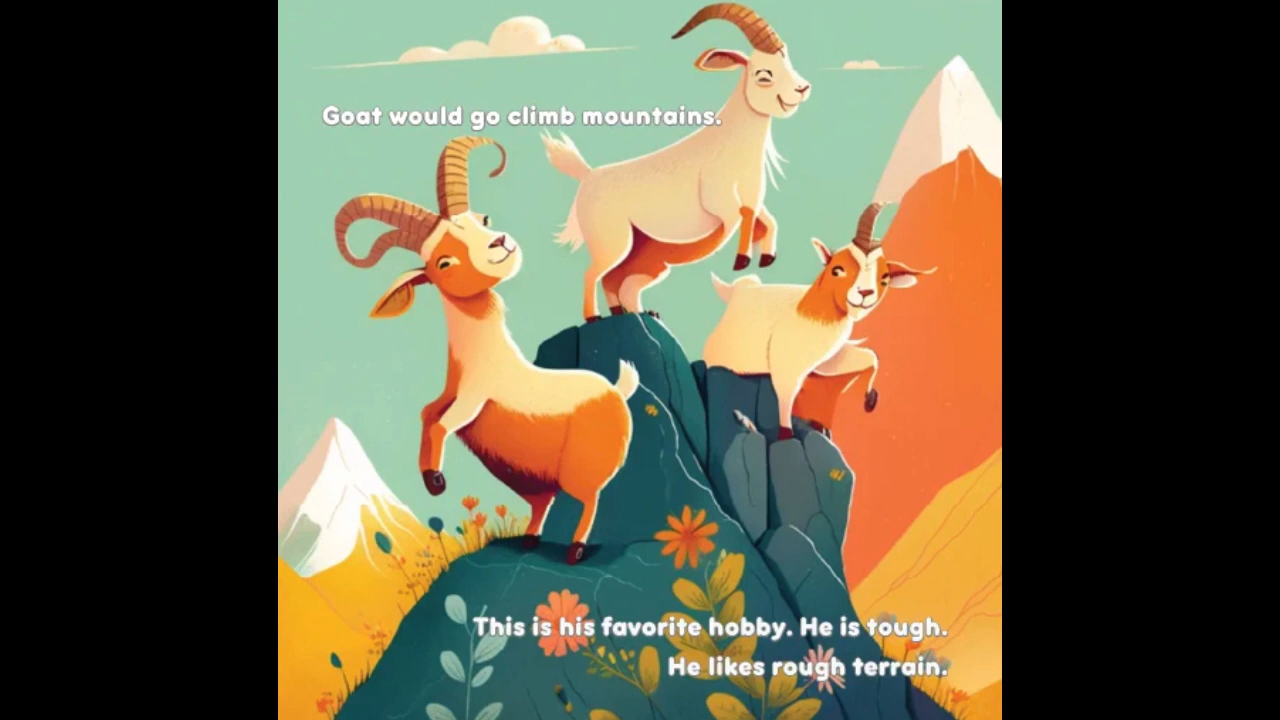 Goat would go climb mountains.
This is his favorite hobby. He is tough.
He likes rough terrain.